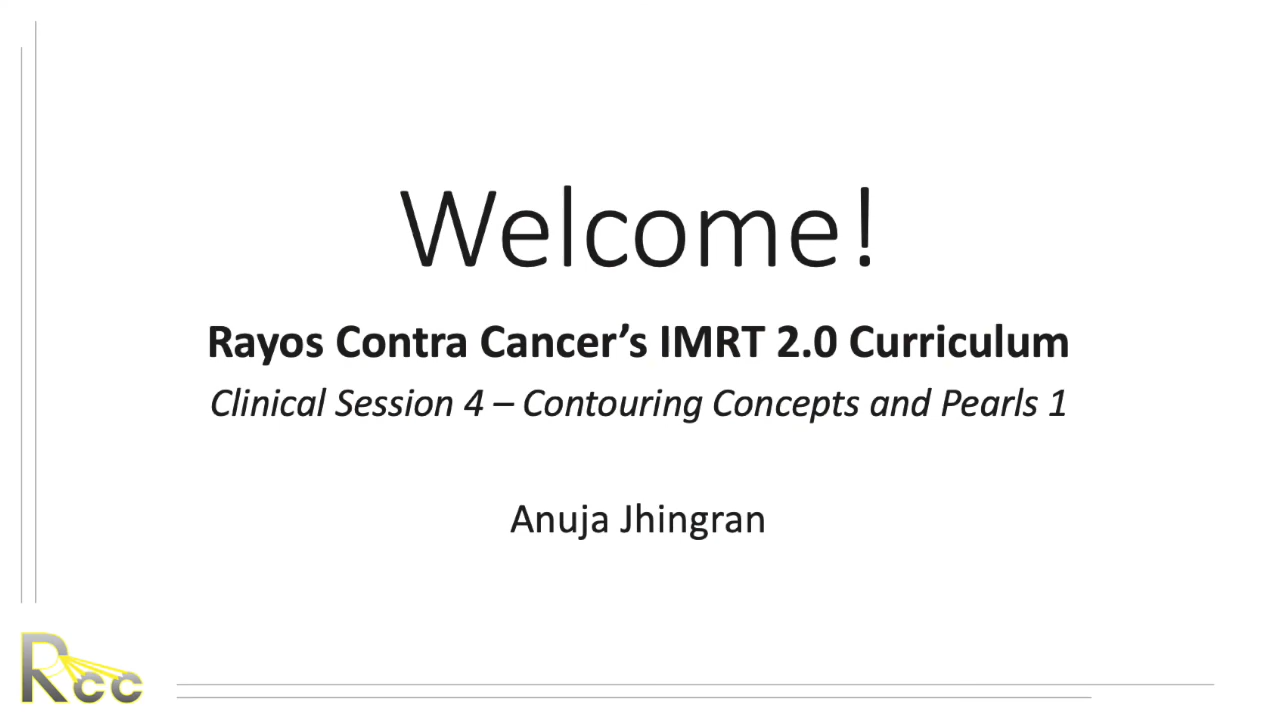 Welcome!
Rayos Contra Cancer's IMRT 2.0 Curriculum
Clinical Session 4 – Contouring Concepts and Pearls 1
Anuja Jhingran
Rcc